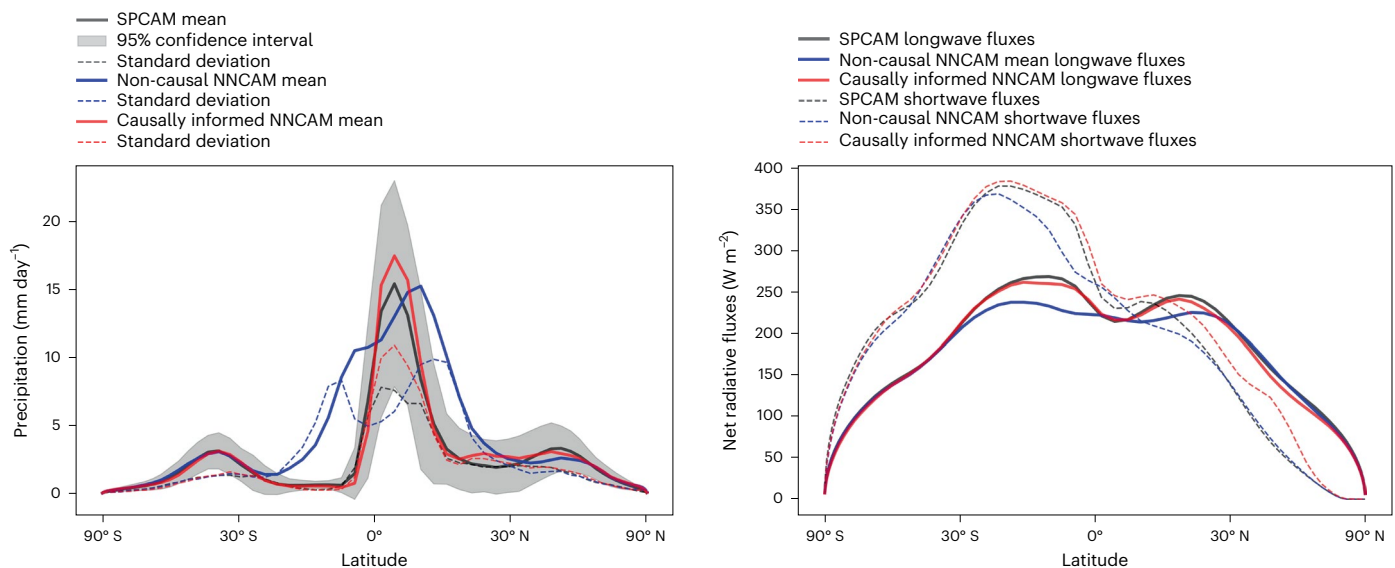 SPCAM mean
95% confidence interval
Standard deviation
Non-causal NNCAM mean
Standard deviation
Causally informed NNCAM mean
Standard deviation
Precipitation (mm day⁻¹)
20
15
10
5
0
90° S
30° S
0°
30° N
90° N
Latitude
SPCAM longwave fluxes
Non-causal NNCAM mean longwave fluxes
Causally informed NNCAM longwave fluxes
SPCAM shortwave fluxes
Non-causal NNCAM shortwave fluxes
Causally informed NNCAM shortwave fluxes
Net radiative fluxes (W m⁻²)
400
350
300
250
200
150
100
50
0
90° S
30° S
0°
30° N
90° N
Latitude